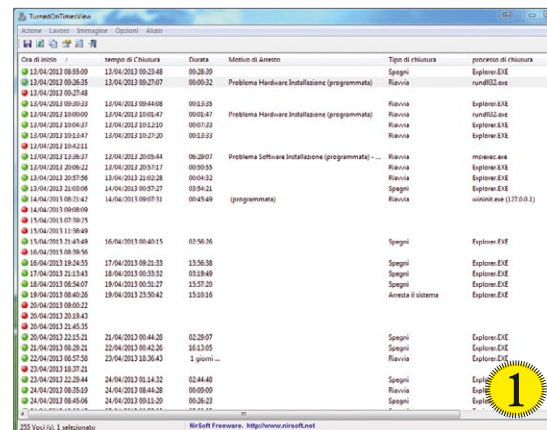 TurnedOnTimesView
Azione Lavoro Immagine Opzioni Aiuto
Ora di inizio / tempo di Chiusura Durata Motivo di Arresto Tipo di chiusura processo di Chiusura
13/04/2013 08:55:09 13/04/2013 09:23:48 00:28:39 Spegni Explorer.EXE
13/04/2013 09:26:35 13/04/2013 09:27:07 00:00:32 Problema Hardware Installazione (programmata) Riavvia rundll32.exe
13/04/2013 09:27:48
13/04/2013 09:30:33 13/04/2013 09:44:08 00:13:35 Riavvia Explorer.EXE
13/04/2013 10:00:00 13/04/2013 10:01:47 00:01:47 Problema Hardware Installazione (programmata) Riavvia rundll32.exe
13/04/2013 10:04:37 13/04/2013 10:12:10 00:07:33 Riavvia Explorer.EXE
13/04/2013 10:13:47 13/04/2013 10:27:20 00:13:33 Riavvia Explorer.EXE
13/04/2013 10:42:11
13/04/2013 13:36:37 13/04/2013 20:05:44 06:29:07 Problema Software Installazione (programmata) - ... Riavvia msiexec.exe
13/04/2013 20:06:22 13/04/2013 20:57:17 00:50:55 Riavvia Explorer.EXE
13/04/2013 20:57:56 13/04/2013 21:02:28 00:04:32 Riavvia Explorer.EXE
13/04/2013 21:03:06 14/04/2013 00:57:27 03:54:21 Spegni Explorer.EXE
14/04/2013 08:21:42 14/04/2013 09:07:31 00:45:49 (programmata) Riavvia wininit.exe (127.0.0.1)
14/04/2013 09:08:09
15/04/2013 07:39:25
15/04/2013 11:36:49
15/04/2013 21:43:49 16/04/2013 00:40:15 02:56:26 Spegni Explorer.EXE
16/04/2013 08:39:56
16/04/2013 19:24:55 17/04/2013 09:21:33 13:56:38 Spegni Explorer.EXE
17/04/2013 21:13:43 18/04/2013 00:33:32 03:19:49 Spegni Explorer.EXE
18/04/2013 08:54:07 19/04/2013 00:51:27 15:57:20 Spegni Explorer.EXE
19/04/2013 08:40:26 19/04/2013 23:50:42 15:10:16 Arresta il sistema Explorer.EXE
20/04/2013 09:00:22
20/04/2013 20:19:43
20/04/2013 21:45:35
20/04/2013 22:15:21 21/04/2013 00:44:28 02:29:07 Spegni Explorer.EXE
21/04/2013 08:29:21 22/04/2013 00:42:26 16:13:05 Spegni Explorer.EXE
22/04/2013 08:57:58 23/04/2013 18:36:43 1 giorni ... Riavvia Explorer.EXE
23/04/2013 18:37:21
23/04/2013 22:29:44 24/04/2013 01:14:32 02:44:48 Spegni
24/04/2013 08:35:19 24/04/2013 08:44:28 00:09:09 Riavvia
24/04/2013 08:45:06 24/04/2013 09:11:29 00:26:23 Spegni
1
255 Voci (s), 1 selezionato NirSoft Freeware. http://www.nirsoft.net